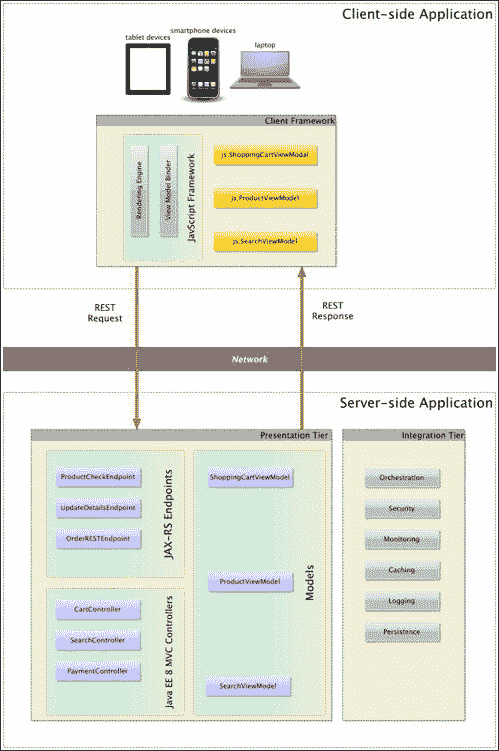 Client-side Application
tablet devices
smartphone devices
laptop
Client Framework
Rendering Engine
View Model Binder
JavScript Framework
js.ShoppingCartViewModal
js.ProductViewModel
js.SearchViewModel
REST
Request
REST
Response
Network
Server-side Application
Presentation Tier
ProductCheckEndpoint
UpdateDetailsEndpoint
OrderRESTEndpoint
JAX-RS Endpoints
CartController
SearchController
PaymentController
Java EE 8 MVC Controllers
ShoppingCartViewModel
ProductViewModel
SearchViewModel
Models
Integration Tier
Orchestration
Security
Monitoring
Caching
Logging
Persistence